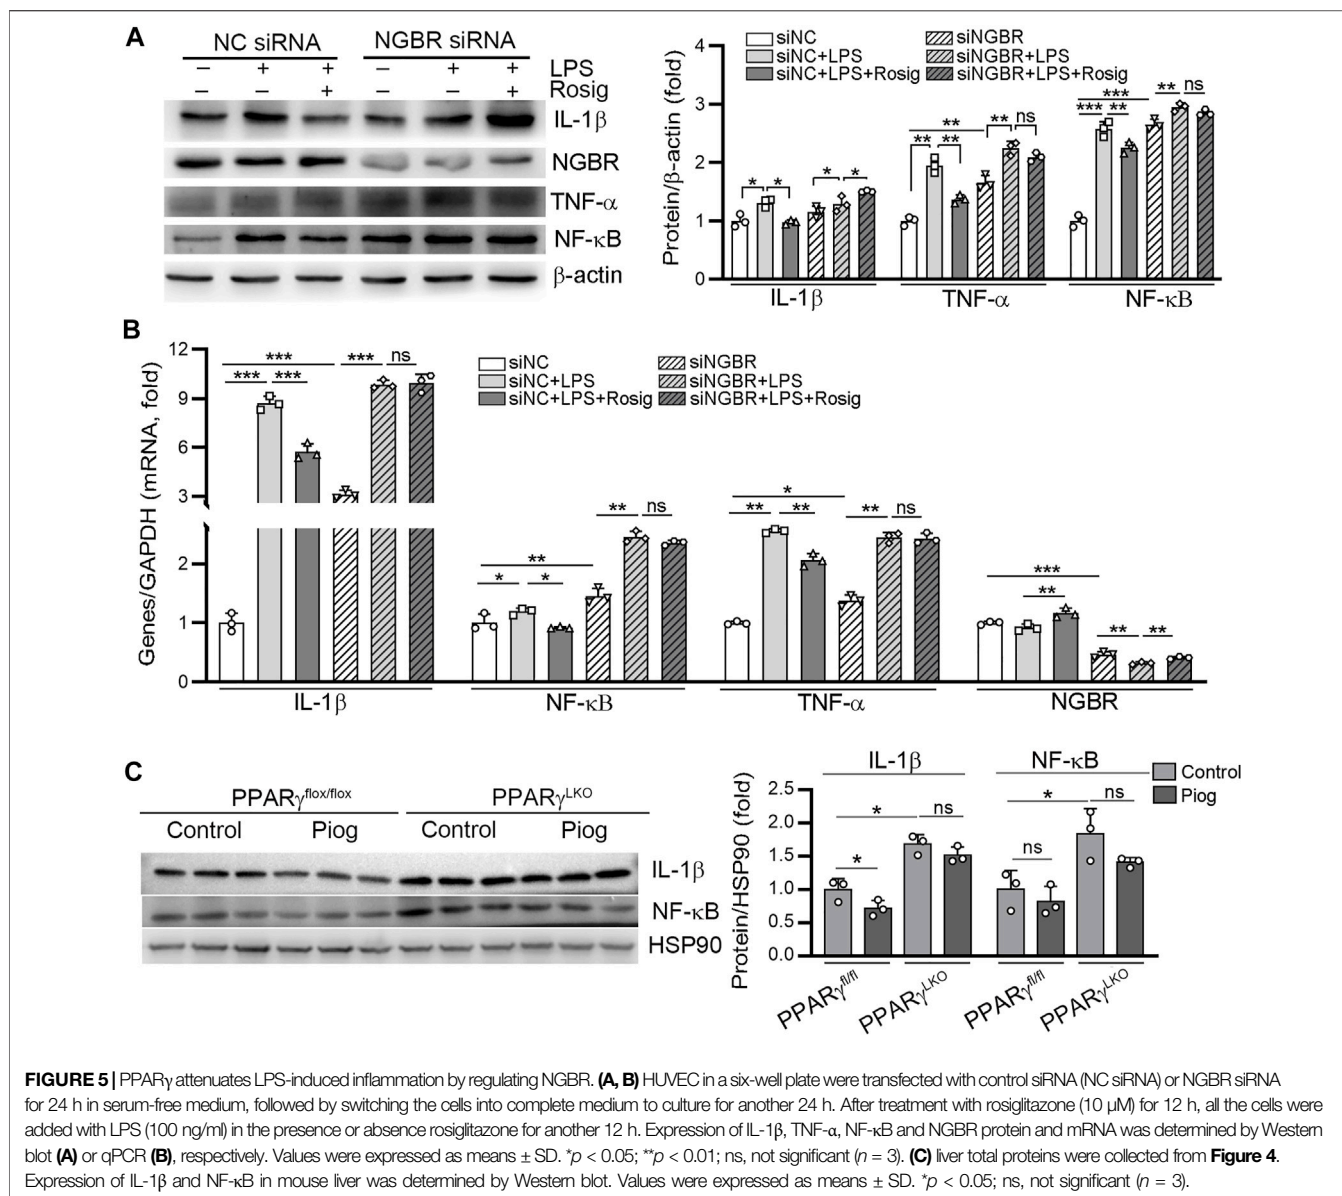 A
NC siRNA NGBR siRNA
– + + – + + LPS
– – + – – + Rosig
IL-1β
NGBR
TNF-α
NF-κB
β-actin
Protein/β-actin (fold)
4
3
2
1
0
siNC siNGBR
siNC+LPS siNGBR+LPS
siNC+LPS+Rosig siNGBR+LPS+Rosig
* * * *
** ** ** ** ns
*** ** *** ** ns
IL-1β TNF-α NF-κB
B
Genes/GAPDH (mRNA, fold)
12
9
6
3
2
1
0
siNC siNGBR
siNC+LPS siNGBR+LPS
siNC+LPS+Rosig siNGBR+LPS+Rosig
*** *** *** *** ns
* * ** ** ns
** ** * ** ns
** *** ** **
IL-1β NF-κB TNF-α NGBR
C
PPARγflox/flox PPARγLKO
Control Piog Control Piog
IL-1β
NF-κB
HSP90
Protein/HSP90 (fold)
2.5
2.0
1.5
1.0
0.5
0.0
IL-1β NF-κB
Control
Piog
* * ns
ns * ns
PPARγfl/fl PPARγLKO PPARγfl/fl PPARγLKO
FIGURE 5 | PPARγ attenuates LPS-induced inflammation by regulating NGBR. (A, B) HUVEC in a six-well plate were transfected with control siRNA (NC siRNA) or NGBR siRNA
for 24 h in serum-free medium, followed by switching the cells into complete medium to culture for another 24 h. After treatment with rosiglitazone (10 μM) for 12 h, all the cells were
added with LPS (100 ng/ml) in the presence or absence rosiglitazone for another 12 h. Expression of IL-1β, TNF-α, NF-κB and NGBR protein and mRNA was determined by Western
blot (A) or qPCR (B), respectively. Values were expressed as means ± SD. *p < 0.05; **p < 0.01; ns, not significant (n = 3). (C) liver total proteins were collected from Figure 4.
Expression of IL-1β and NF-κB in mouse liver was determined by Western blot. Values were expressed as means ± SD. *p < 0.05; ns, not significant (n = 3).